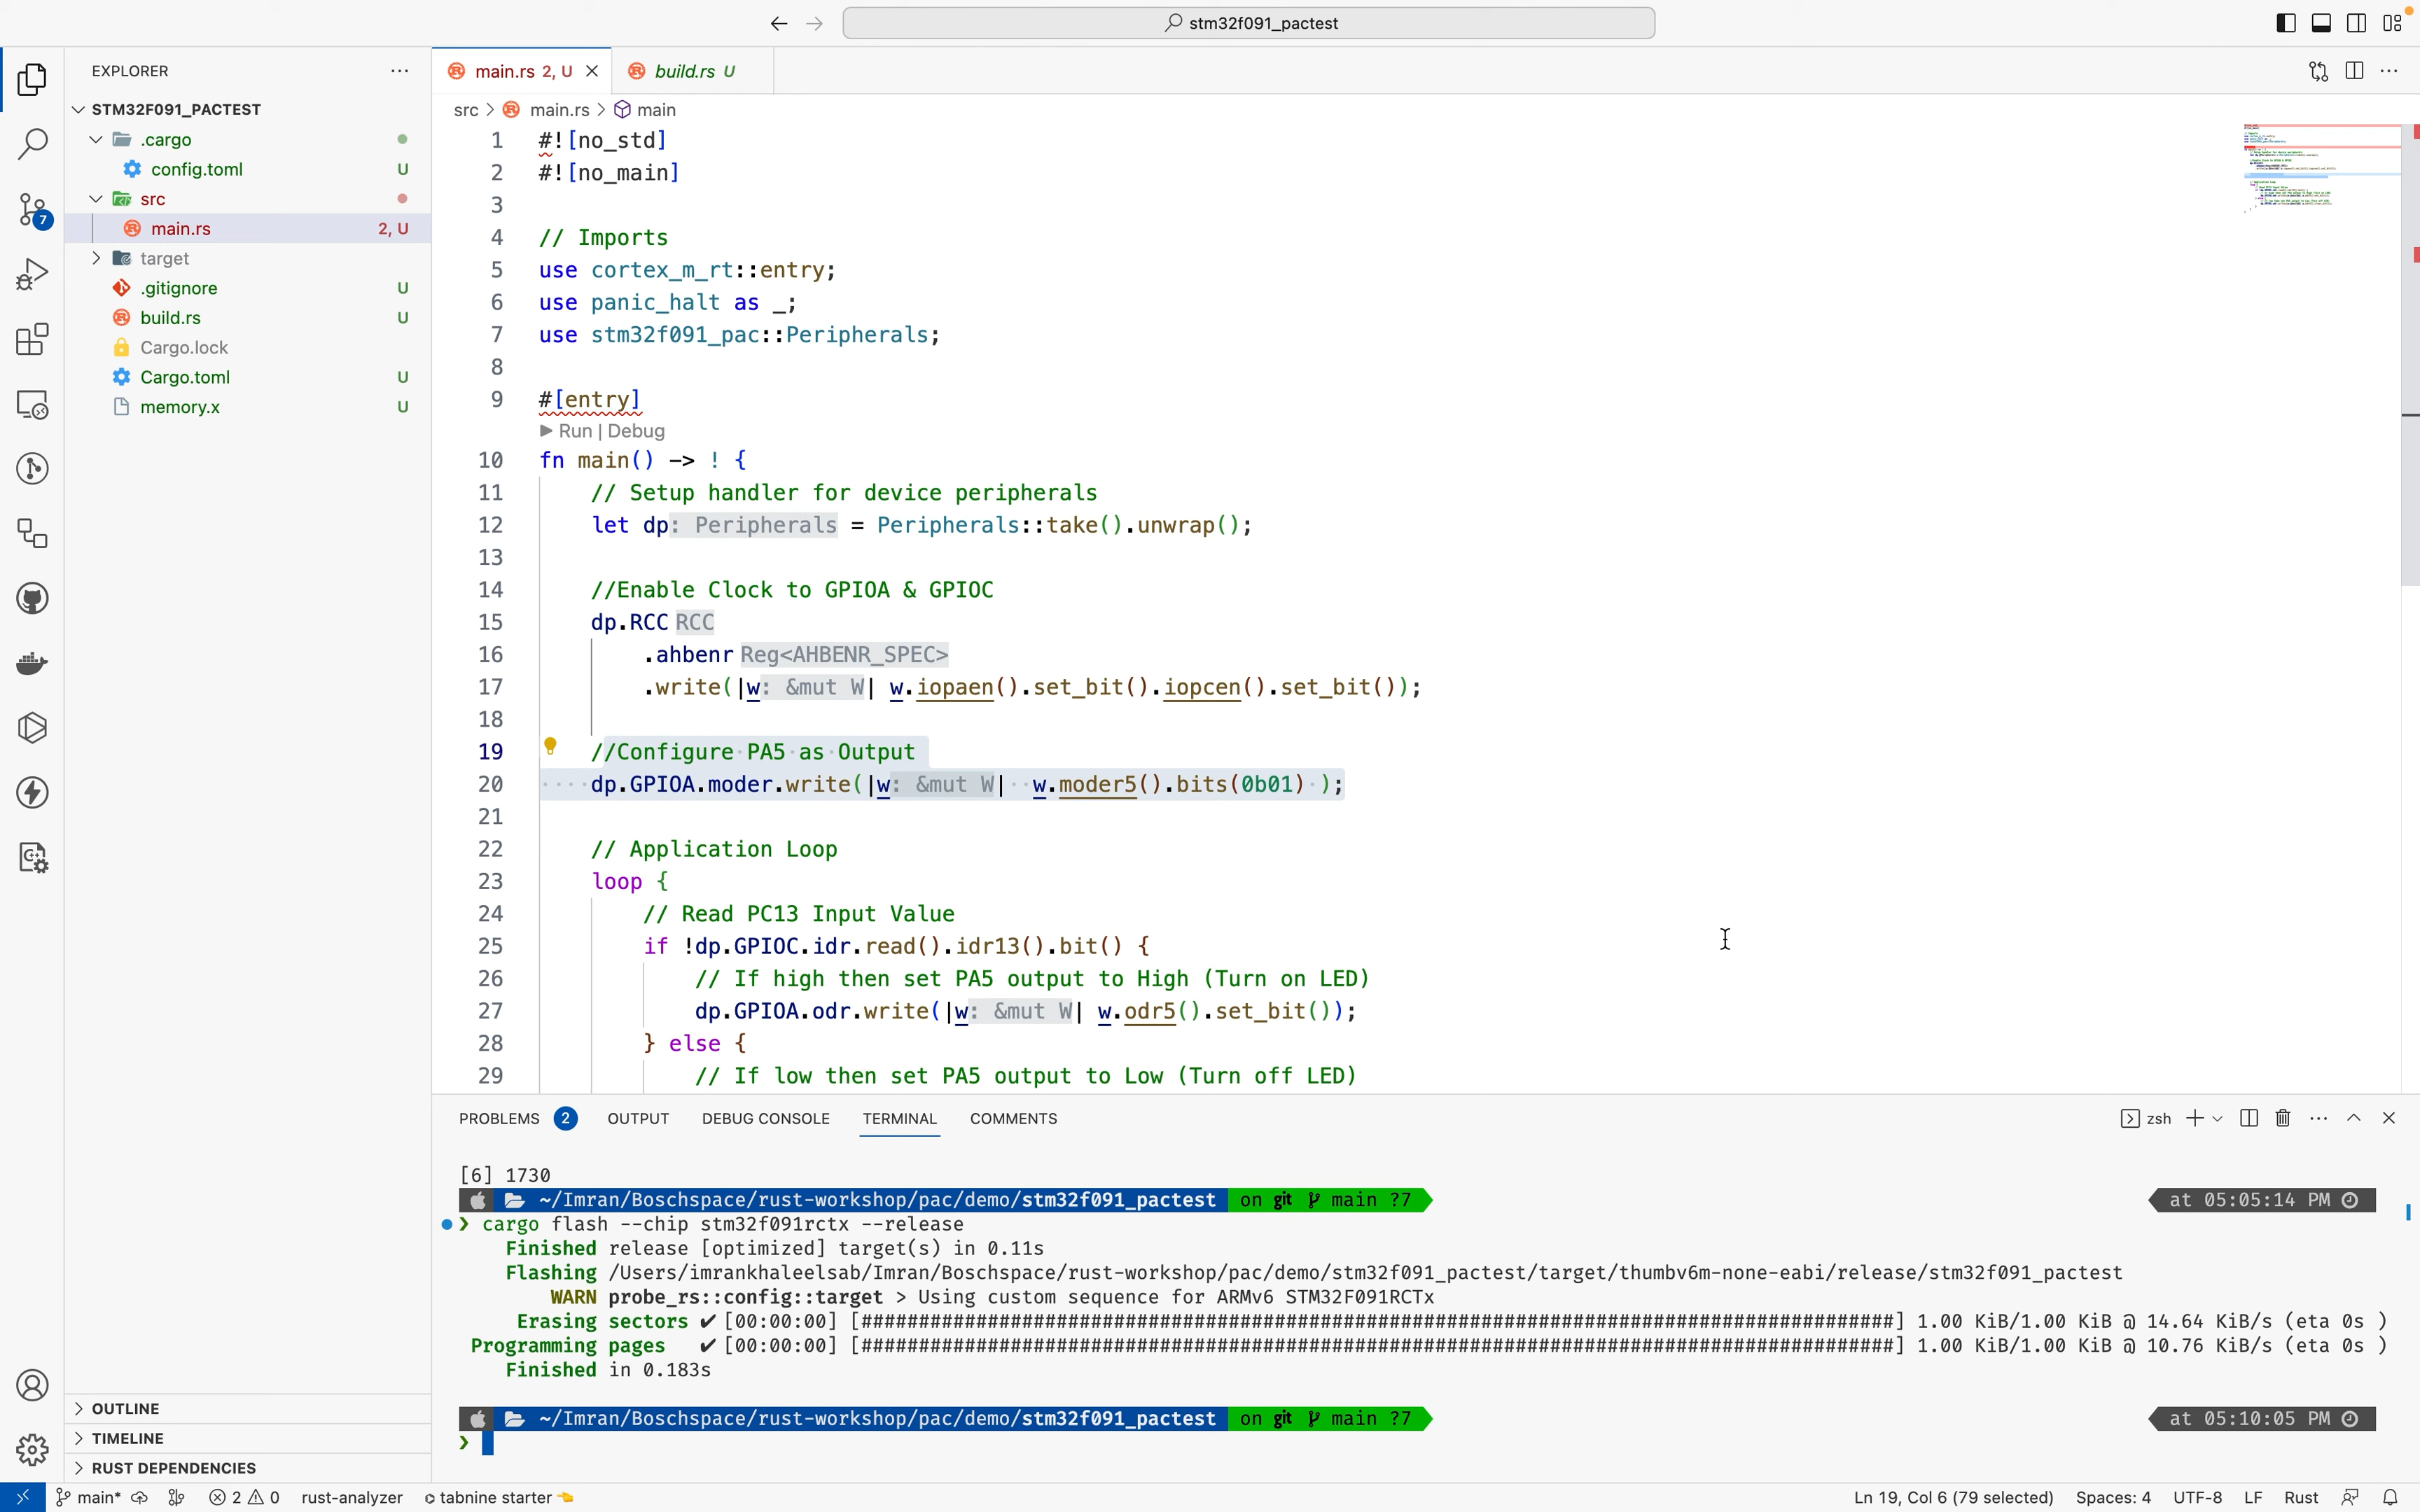 stm32f091_pactest
EXPLORER
main.rs 2, U
build.rs U
STM32F091_PACTEST
.cargo
config.toml U
src
main.rs 2, U
target
.gitignore U
build.rs U
Cargo.lock
Cargo.toml U
memory.x U
7
OUTLINE
TIMELINE
RUST DEPENDENCIES
src > main.rs > main
1 #![no_std]
2 #![no_main]
3
4 // Imports
5 use cortex_m_rt::entry;
6 use panic_halt as _;
7 use stm32f091_pac::Peripherals;
8
9 #[entry]
Run | Debug
10 fn main() -> ! {
11 // Setup handler for device peripherals
12 let dp: Peripherals = Peripherals::take().unwrap();
13
14 //Enable Clock to GPIOA & GPIOC
15 dp.RCC RCC
16 .ahbenr Reg<AHBENR_SPEC>
17 .write(|w: &mut W| w.iopaen().set_bit().iopcen().set_bit());
18
19 //Configure·PA5·as·Output
20 ····dp.GPIOA.moder.write(|w: &mut W|··w.moder5().bits(0b01)·);
21
22 // Application Loop
23 loop {
24 // Read PC13 Input Value
25 if !dp.GPIOC.idr.read().idr13().bit() {
26 // If high then set PA5 output to High (Turn on LED)
27 dp.GPIOA.odr.write(|w: &mut W| w.odr5().set_bit());
28 } else {
29 // If low then set PA5 output to Low (Turn off LED)
PROBLEMS 2 OUTPUT DEBUG CONSOLE TERMINAL COMMENTS
zsh
[6] 1730
~/Imran/Boschspace/rust-workshop/pac/demo/stm32f091_pactest on git main ?7 at 05:05:14 PM
❯ cargo flash --chip stm32f091rctx --release
Finished release [optimized] target(s) in 0.11s
Flashing /Users/imrankhaleelsab/Imran/Boschspace/rust-workshop/pac/demo/stm32f091_pactest/target/thumbv6m-none-eabi/release/stm32f091_pactest
WARN probe_rs::config::target > Using custom sequence for ARMv6 STM32F091RCTx
Erasing sectors ✔ [00:00:00] [################################################################################] 1.00 KiB/1.00 KiB @ 14.64 KiB/s (eta 0s )
Programming pages ✔ [00:00:00] [################################################################################] 1.00 KiB/1.00 KiB @ 10.76 KiB/s (eta 0s )
Finished in 0.183s
~/Imran/Boschspace/rust-workshop/pac/demo/stm32f091_pactest on git main ?7 at 05:10:05 PM
❯
main* 2 0 rust-analyzer tabnine starter Ln 19, Col 6 (79 selected) Spaces: 4 UTF-8 LF Rust